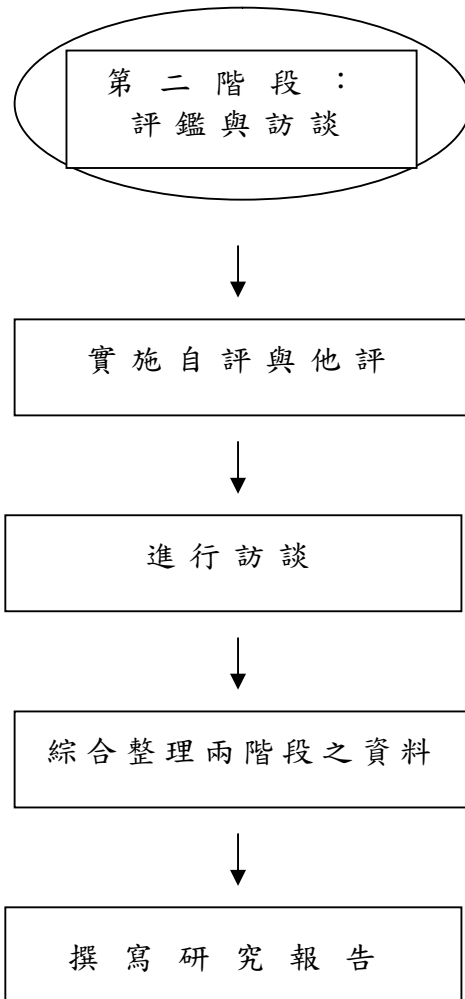 第二階段：
評鑑與訪談
實施自評與他評
進行訪談
綜合整理兩階段之資料
撰寫研究報告